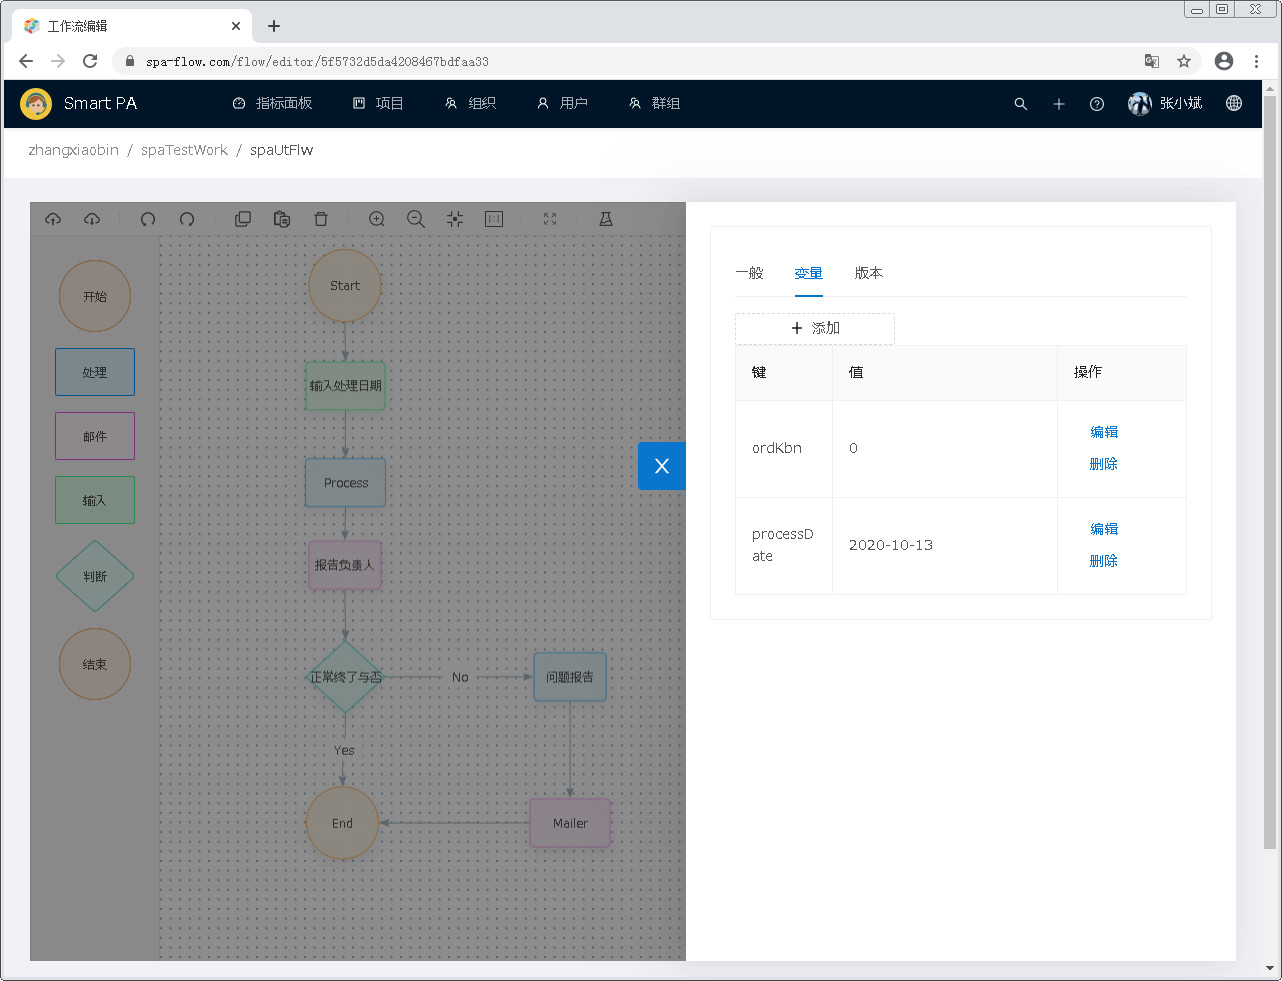 工作流编辑
spa-flow.com/flow/editor/5f5732d5da4208467bdfaa33
Smart PA
指标面板
项目
组织
用户
群组
张小斌
zhangxiaobin / spaTestWork / spaUtFlw
开始
处理
邮件
输入
判断
结束
Start
输入处理日期
Process
报告负责人
正常终了与否
No
问题报告
Yes
End
Mailer
一般
变量
版本
添加
键
值
操作
ordKbn
0
编辑
删除
processD
ate
2020-10-13
编辑
删除